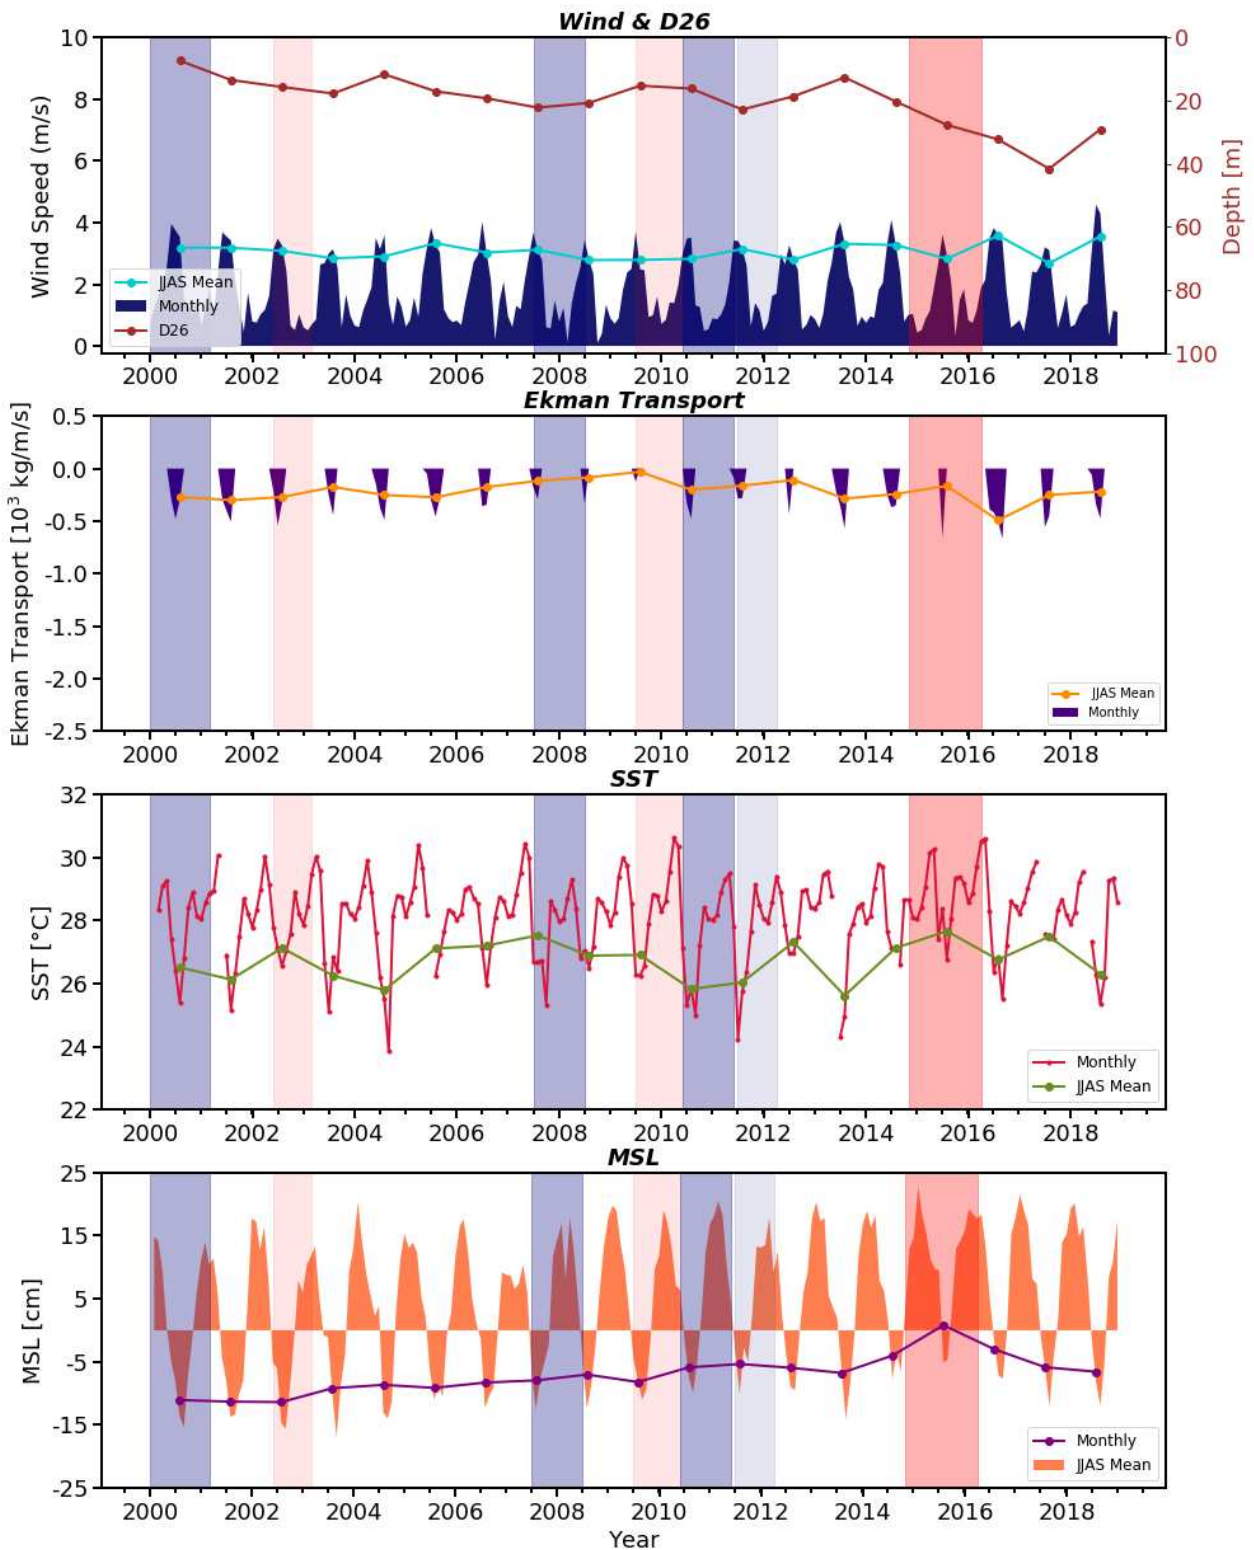 Wind & D26
10
8
6
4
2
0
Wind Speed (m/s)
0
20
40
60
80
100
Depth [m]
JJAS Mean
Monthly
D26
2000 2002 2004 2006 2008 2010 2012 2014 2016 2018
Ekman Transport
0.5
0.0
-0.5
-1.0
-1.5
-2.0
-2.5
Ekman Transport [10³ kg/m/s]
JJAS Mean
Monthly
2000 2002 2004 2006 2008 2010 2012 2014 2016 2018
SST
32
30
28
26
24
22
SST [°C]
Monthly
JJAS Mean
2000 2002 2004 2006 2008 2010 2012 2014 2016 2018
MSL
25
15
5
-5
-15
-25
MSL [cm]
Monthly
JJAS Mean
2000 2002 2004 2006 2008 2010 2012 2014 2016 2018
Year